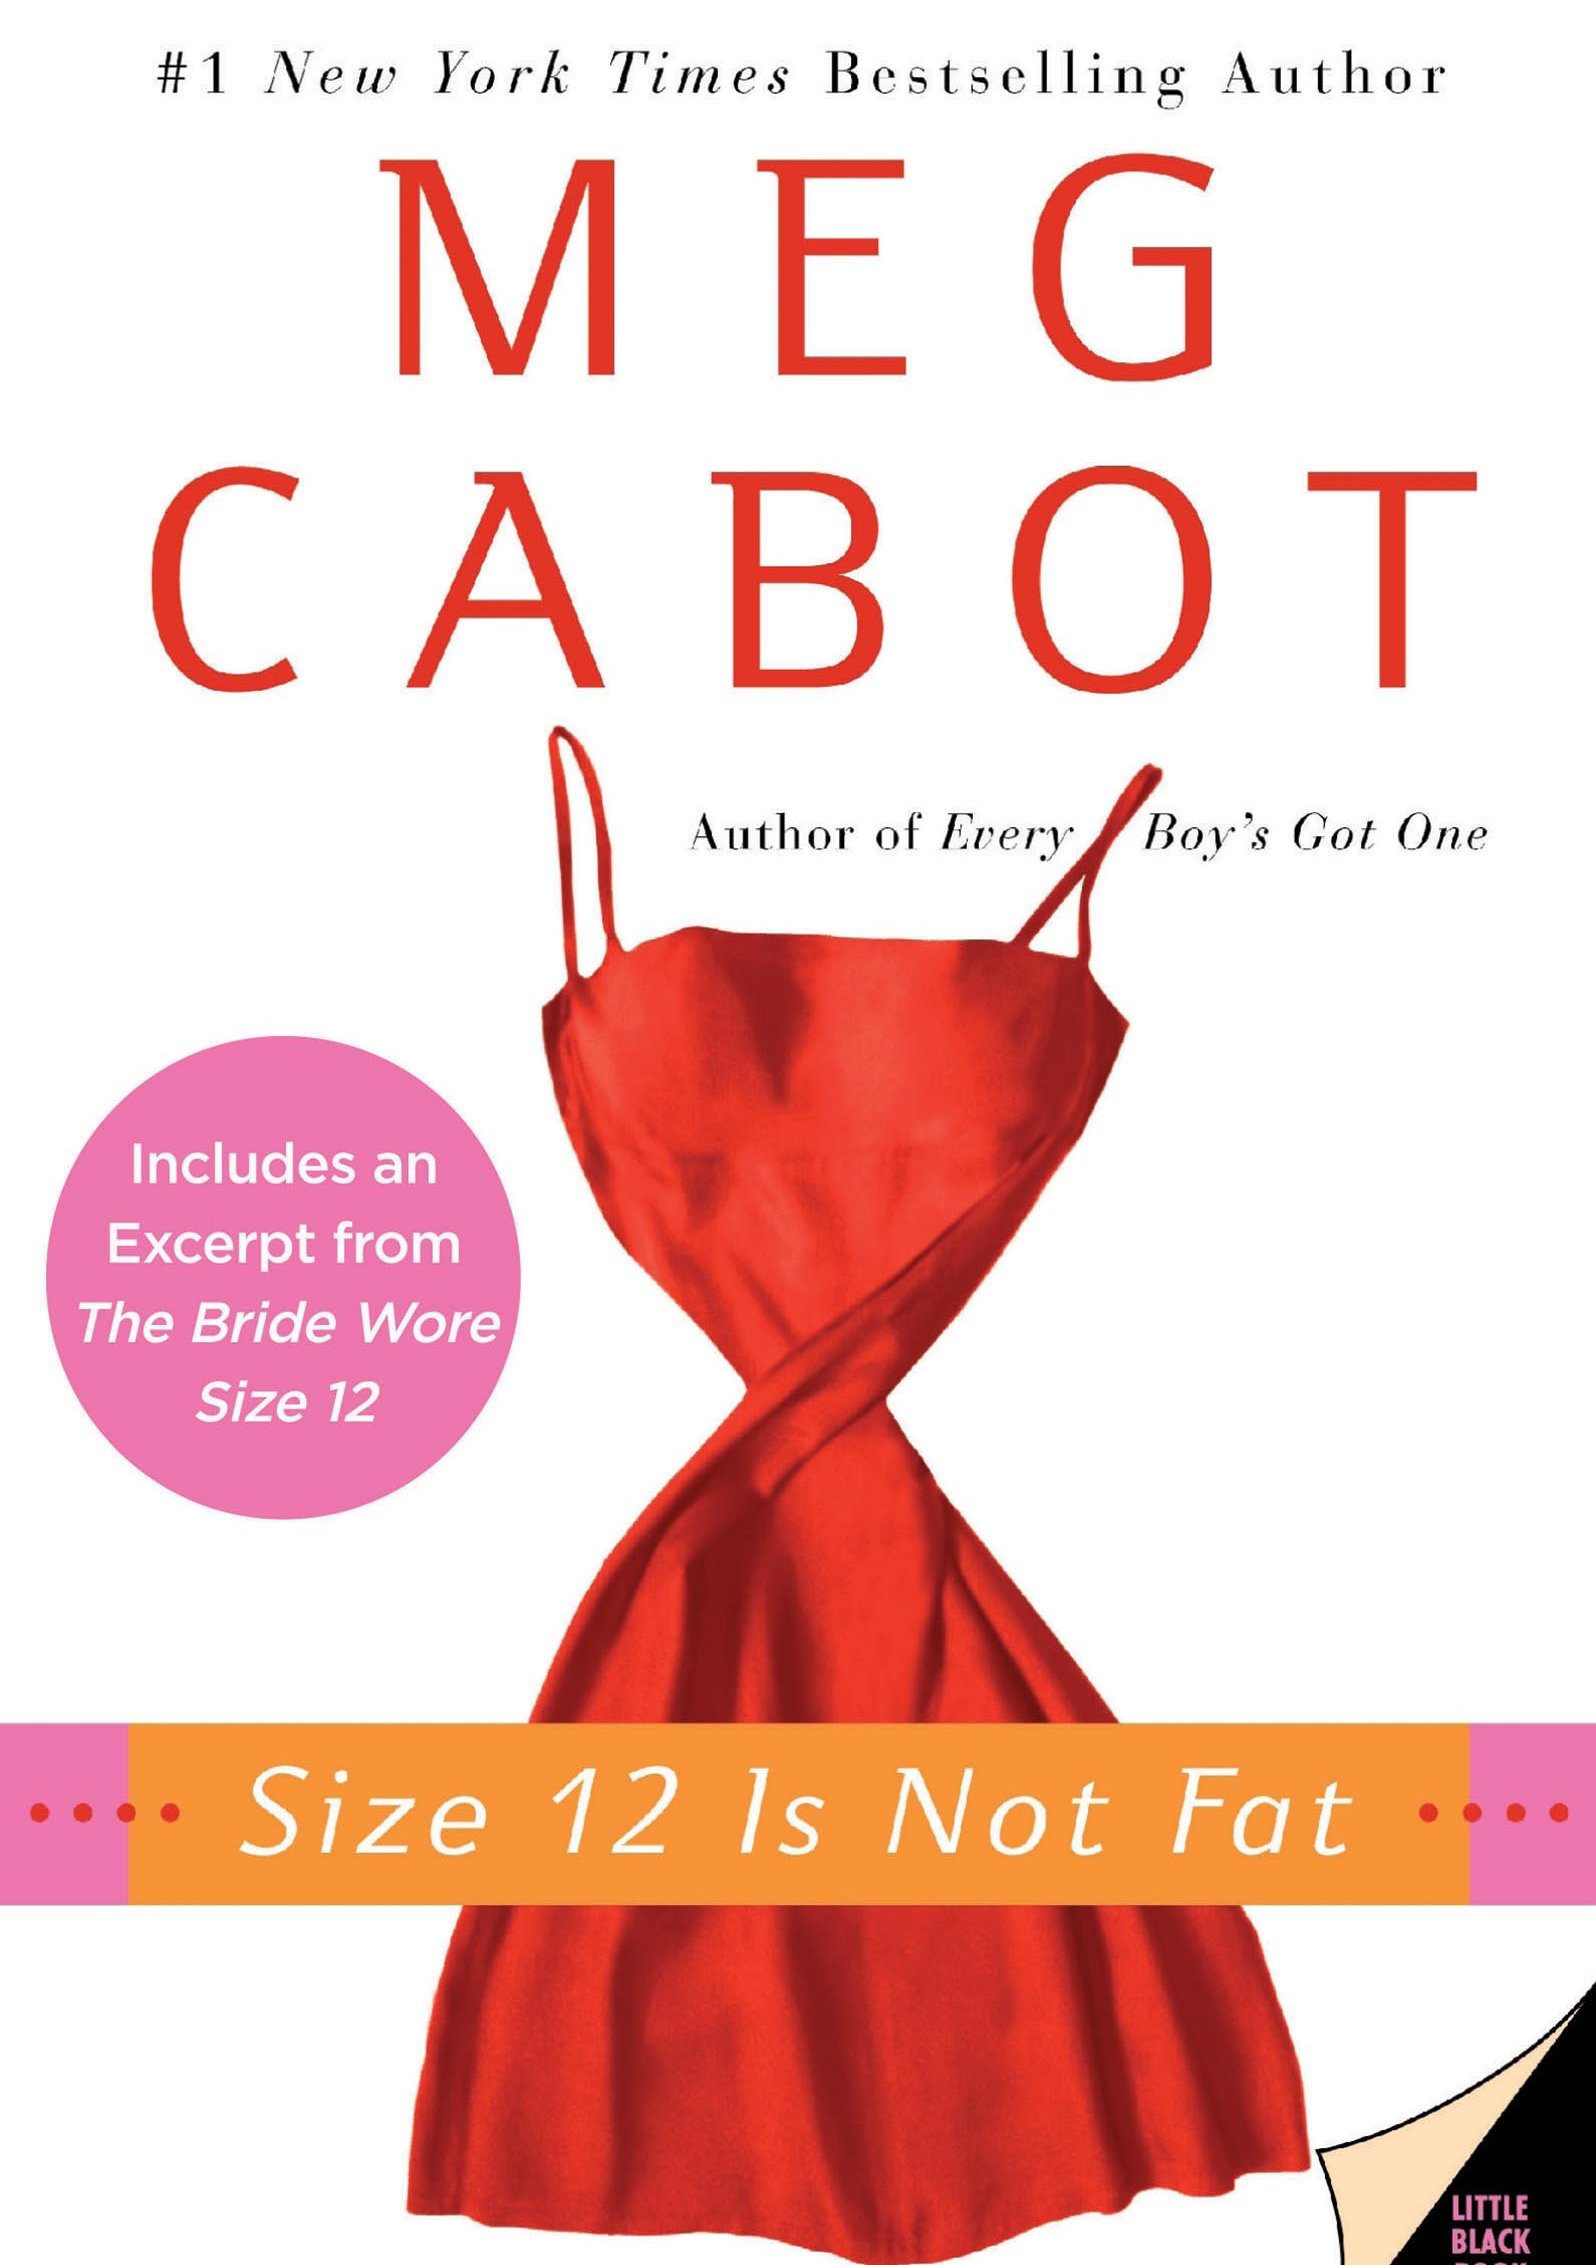 #1 New York Times Bestselling Author
MEG
CABOT
Author of Every Boy's Got One
Includes an
Excerpt from
The Bride Wore
Size 12
Size 12 Is Not Fat
LITTLE
BLACK